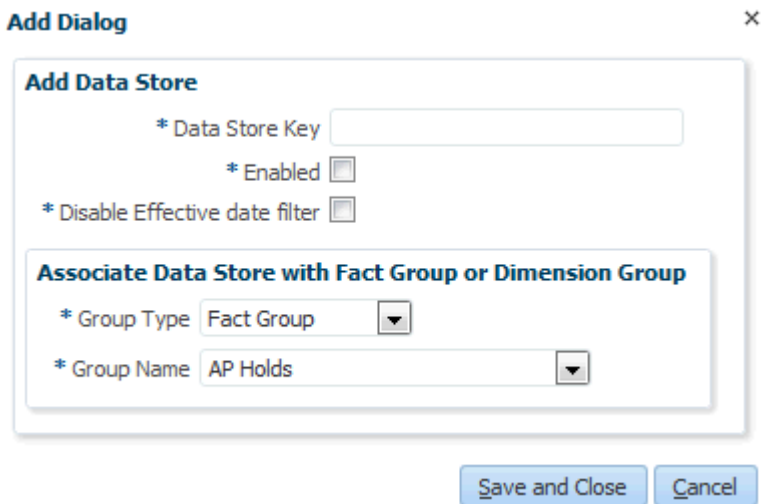 Add Dialog
Add Data Store
* Data Store Key
* Enabled
* Disable Effective date filter
Associate Data Store with Fact Group or Dimension Group
* Group Type Fact Group
* Group Name AP Holds
Save and Close Cancel